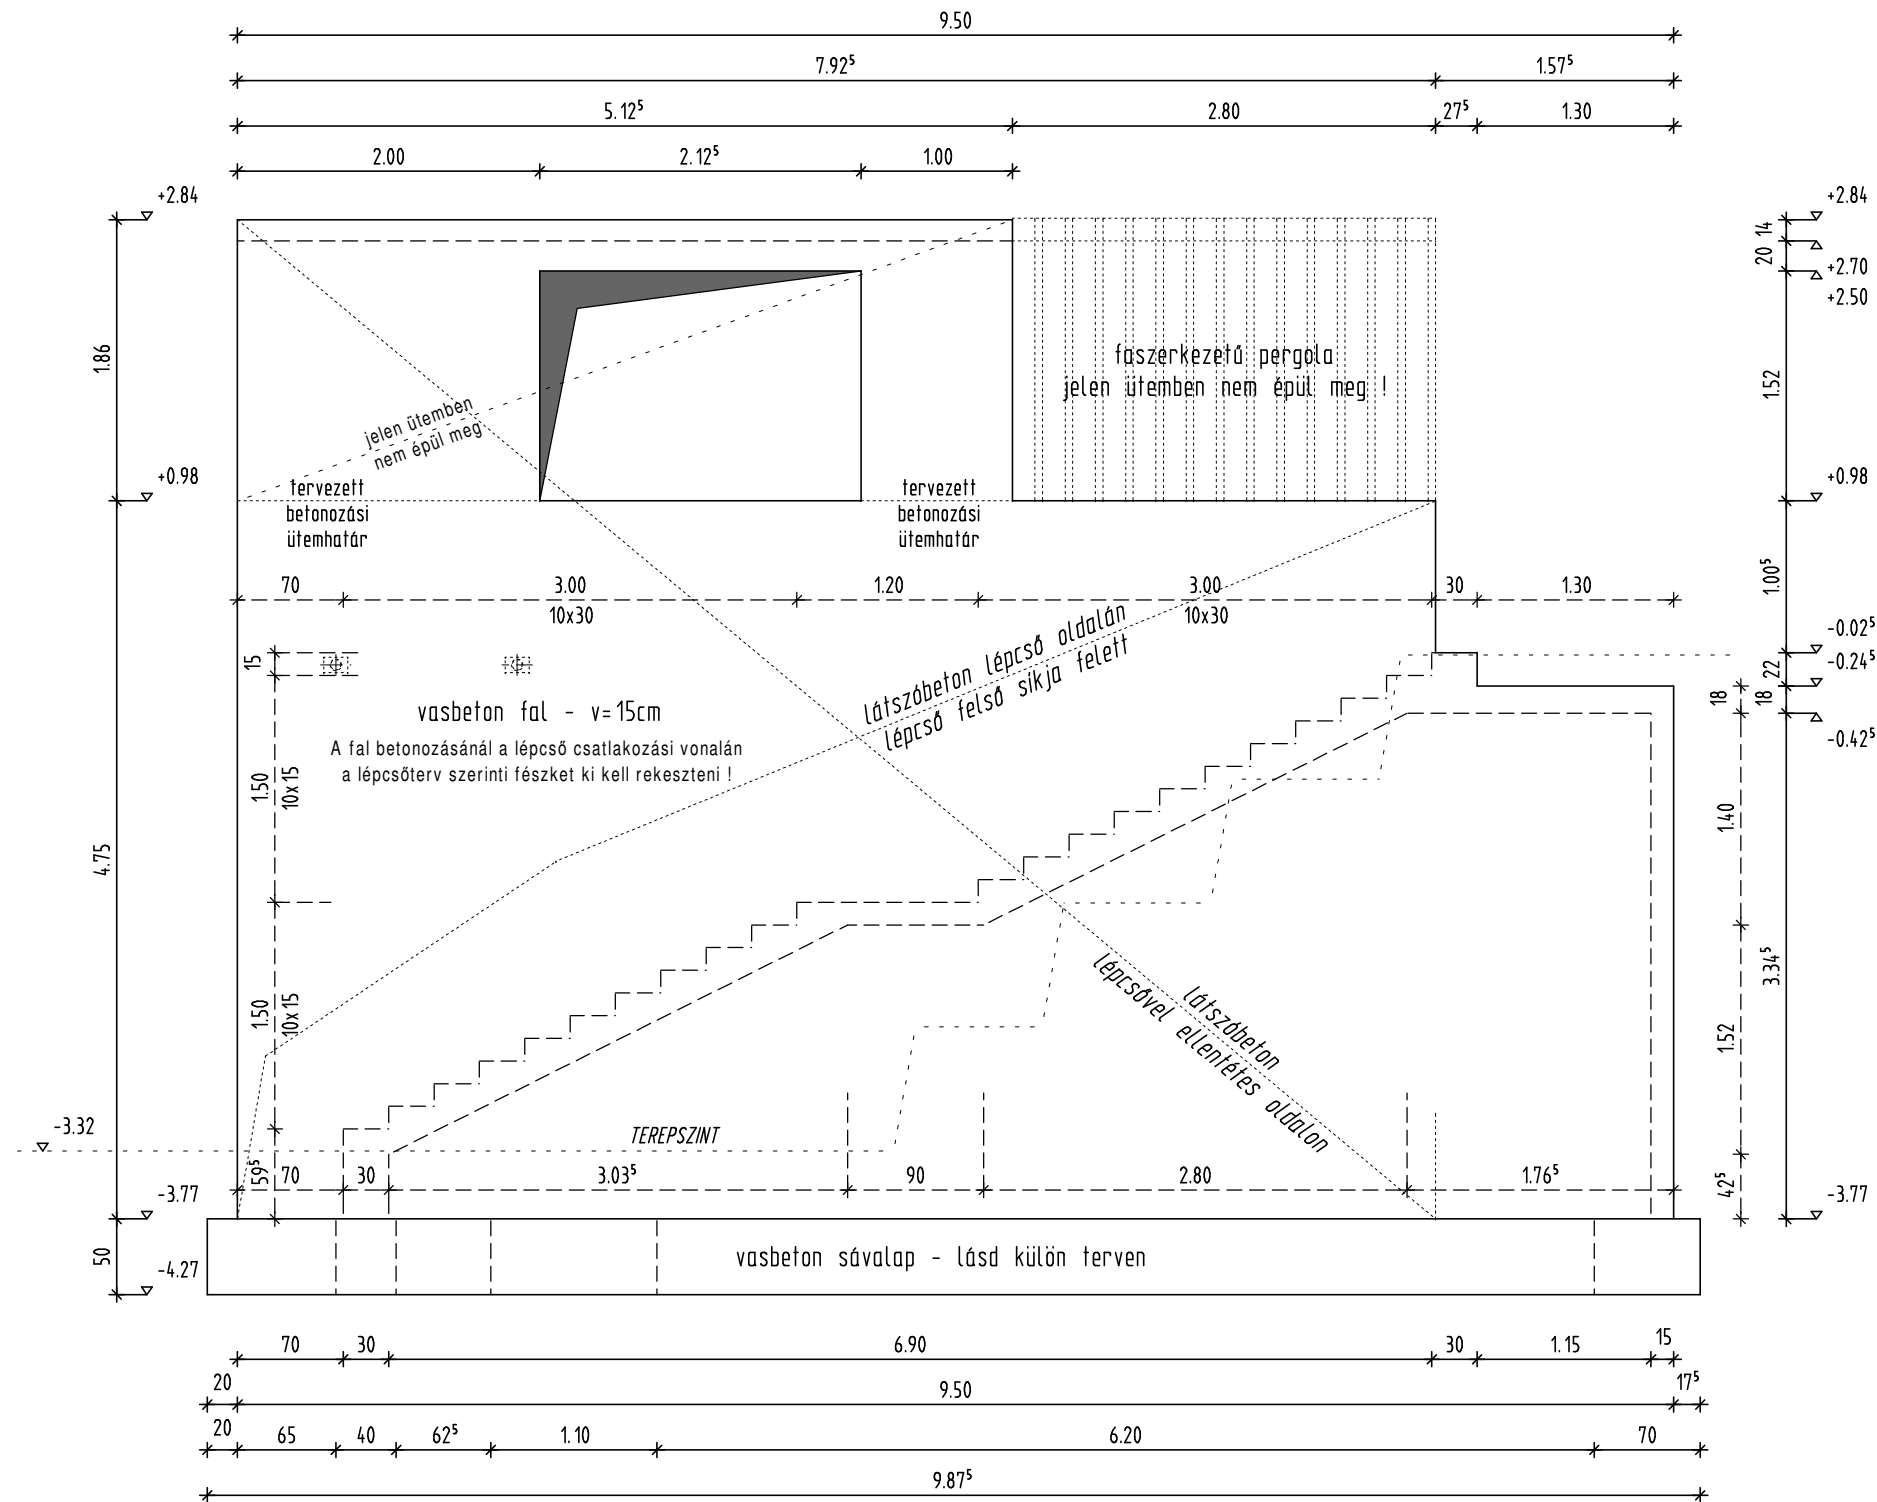 9.50
7.92⁵ 1.57⁵
5.12⁵ 2.80 27⁵ 1.30
2.00 2.12⁵ 1.00
+2.84 +2.84
14
20
+2.70
+2.50
1.86
faszerkezetű pergola
jelen ütemben nem épül meg !
1.52
jelen ütemben
nem épül meg
+0.98 +0.98
tervezett tervezett
betonozási betonozási
ütemhatár ütemhatár
70 3.00 1.20 3.00 30 1.30
10x30 10x30
1.00⁵
látszóbeton lépcső oldalán
lépcső felső síkja felett
-0.02⁵
15
-0.24⁵
22
18 18
vasbeton fal - v=15cm
-0.42⁵
A fal betonozásánál a lépcső csatlakozási vonalán
a lépcsőterv szerinti fészket ki kell rekeszteni !
1.50
10x15
1.40
4.75
3.34⁵
1.50
10x15
1.52
látszóbeton
lépcsővel ellentétes oldalon
-3.32
TEREPSZINT
59⁵
70 30 3.03⁵ 90 2.80 1.76⁵
42⁵
-3.77 -3.77
50
vasbeton sávalap - lásd külön terven
-4.27
70 30 6.90 30 1.15 15
20 9.50 17⁵
20 65 40 62⁵ 1.10 6.20 70
9.87⁵